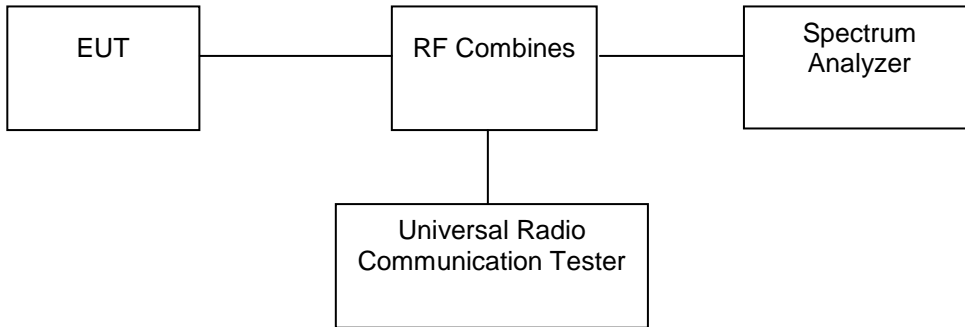 EUT
RF Combines
Spectrum
Analyzer
Universal Radio
Communication Tester